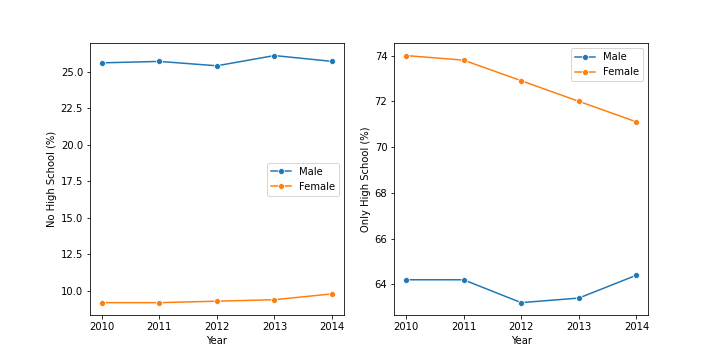 No High School (%)
25.0
22.5
20.0
17.5
15.0
12.5
10.0
Male
Female
2010 2011 2012 2013 2014
Year
Only High School (%)
74
72
70
68
66
64
Male
Female
2010 2011 2012 2013 2014
Year